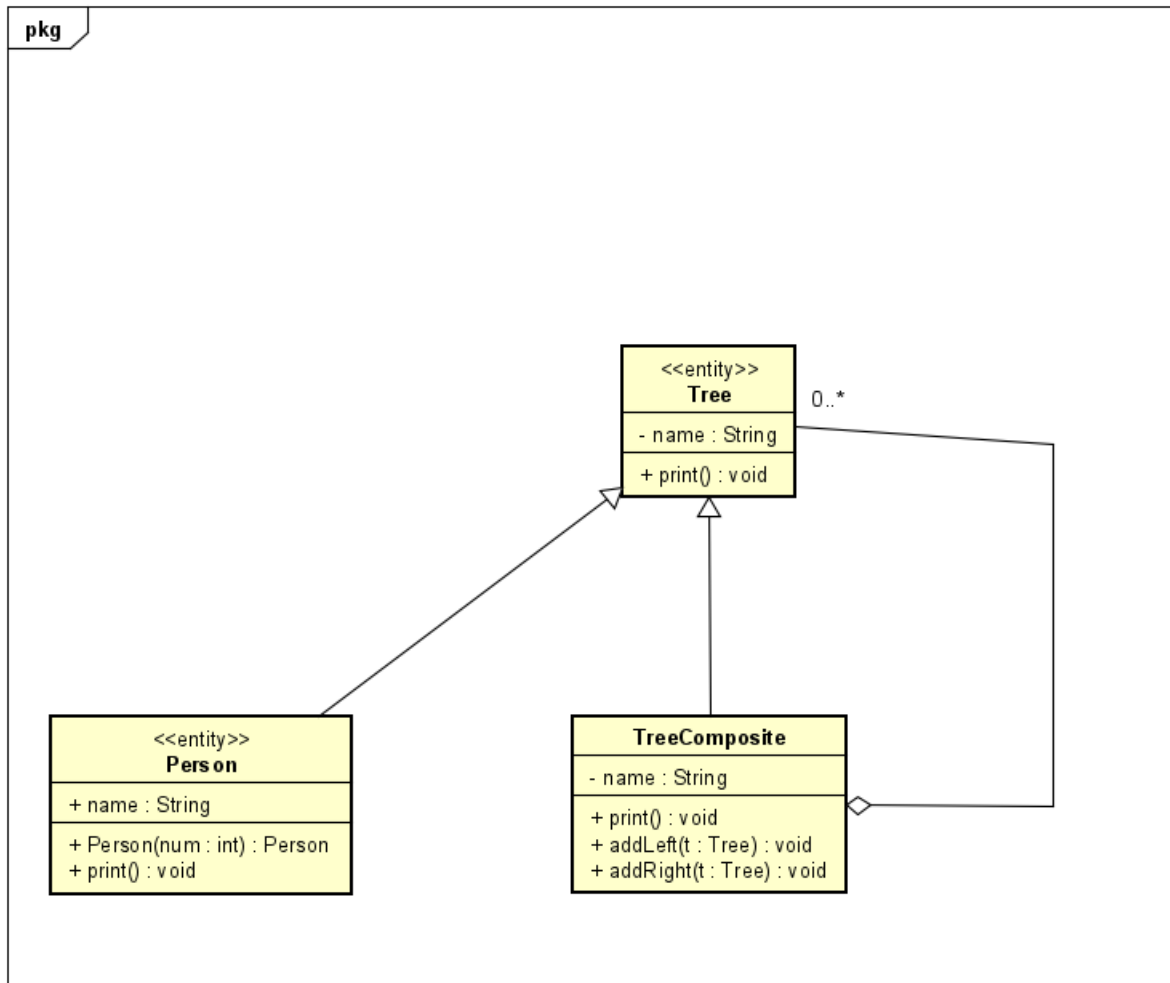 pkg
<<entity>>
Tree
0..*
- name : String
+ print() : void
<<entity>>
Person
+ name : String
+ Person(num : int) : Person
+ print() : void
TreeComposite
- name : String
+ print() : void
+ addLeft(t : Tree) : void
+ addRight(t : Tree) : void